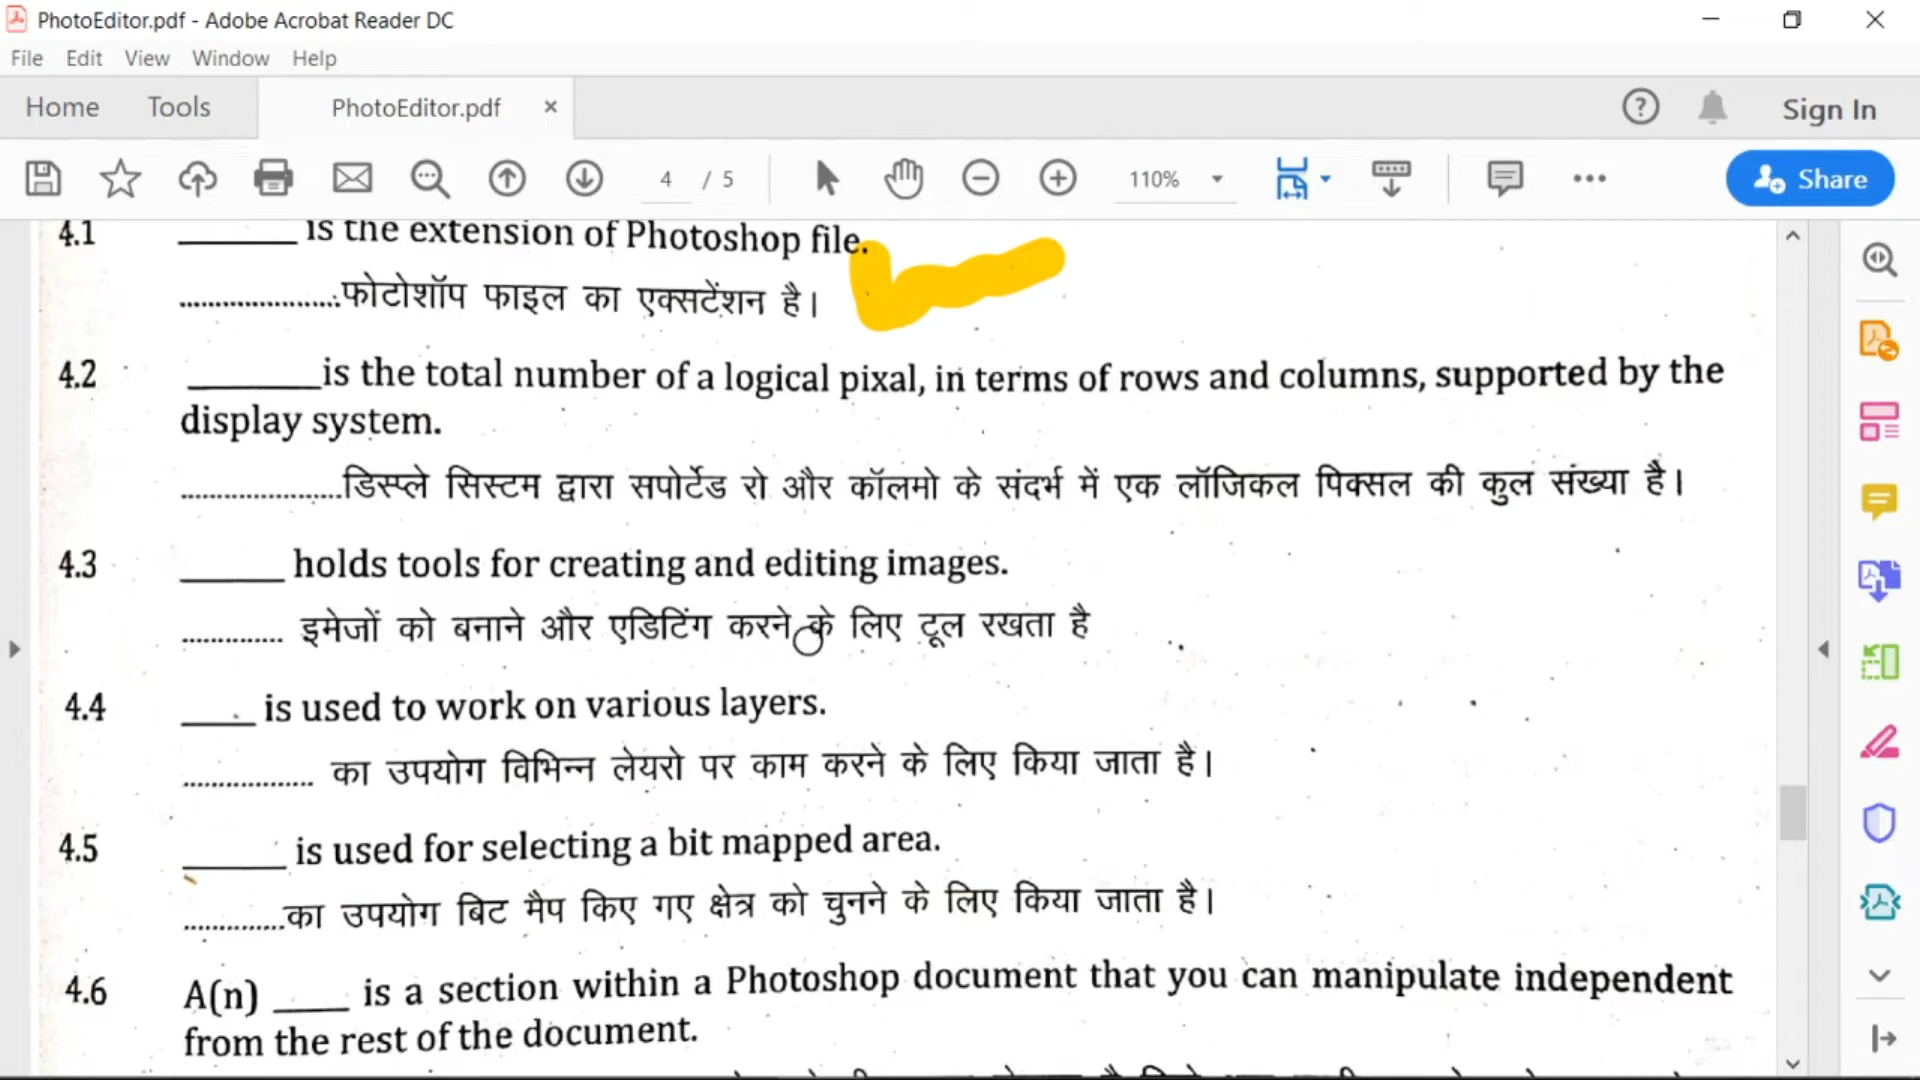 PhotoEditor.pdf - Adobe Acrobat Reader DC
File Edit View Window Help
Home Tools PhotoEditor.pdf × Sign In
4 / 5 110% Share
4.1 ______ is the extension of Photoshop file.
......................फोटोशॉप फाइल का एक्सटेंशन है।
4.2 _______is the total number of a logical pixal, in terms of rows and columns, supported by the
display system.
......................डिस्प्ले सिस्टम द्वारा सपोर्टेड रो और कॉलमो के संदर्भ में एक लॉजिकल पिक्सल की कुल संख्या है।
4.3 _____ holds tools for creating and editing images.
.............. इमेजों को बनाने और एडिटिंग करने के लिए टूल रखता है
4.4 ____ is used to work on various layers.
.................. का उपयोग विभिन्न लेयरो पर काम करने के लिए किया जाता है।
4.5 _____ is used for selecting a bit mapped area.
..............का उपयोग बिट मैप किए गए क्षेत्र को चुनने के लिए किया जाता है।
4.6 A(n) ____ is a section within a Photoshop document that you can manipulate independent
from the rest of the document.